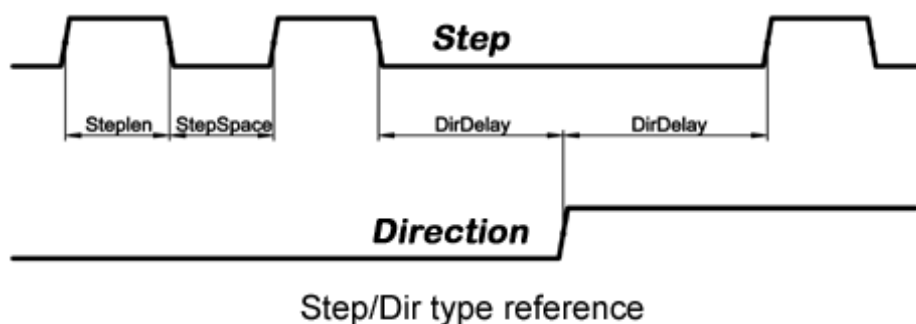 Step
Steplen StepSpace DirDelay DirDelay
Direction
Step/Dir type reference